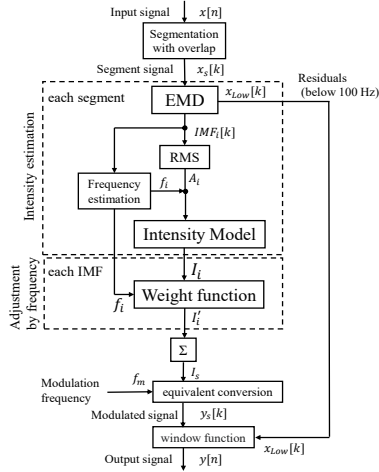 Input signal x[n]
Segmentation
with overlap
Segment signal x_s[k]
Residuals
(below 100 Hz)
each segment
EMD
x_Low[k]
IMF_i[k]
RMS
Frequency
estimation
f_i
A_i
Intensity estimation
Intensity Model
each IMF
I_i
Weight function
f_i
I_i′
Adjustment
by frequency
Σ
I_s
Modulation
frequency
f_m
equivalent conversion
Modulated signal y_s[k]
window function
x_Low[k]
Output signal y[n]